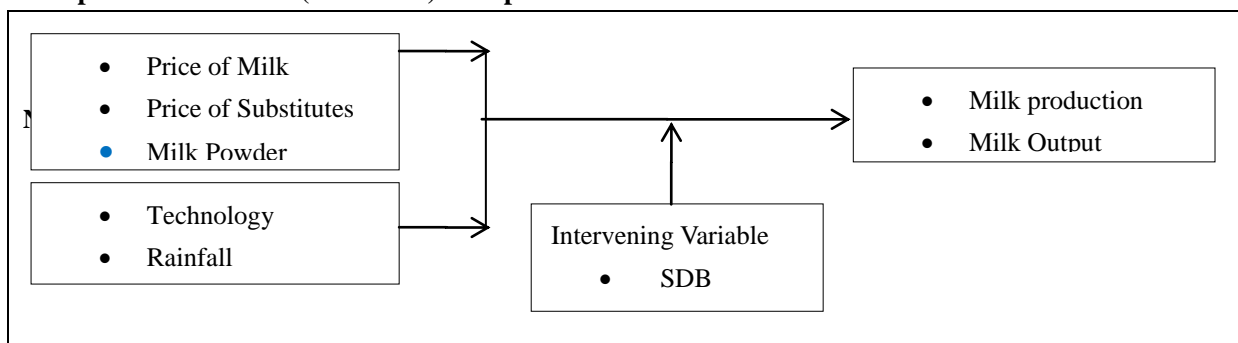 • Price of Milk
• Price of Substitutes
• Milk Powder
• Technology
• Rainfall
Intervening Variable
• SDB
• Milk production
• Milk Output